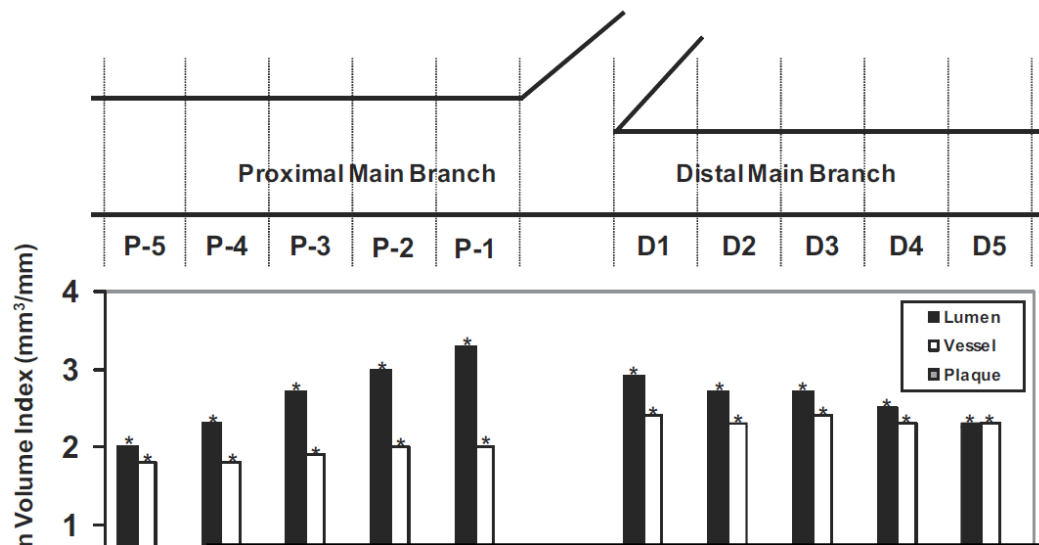 Proximal Main Branch Distal Main Branch
P-5 P-4 P-3 P-2 P-1 D1 D2 D3 D4 D5
Volume Index (mm³/mm)
4
3
2
1
Lumen
Vessel
Plaque
* * * * * * * * * *
* * * * * * * * * *